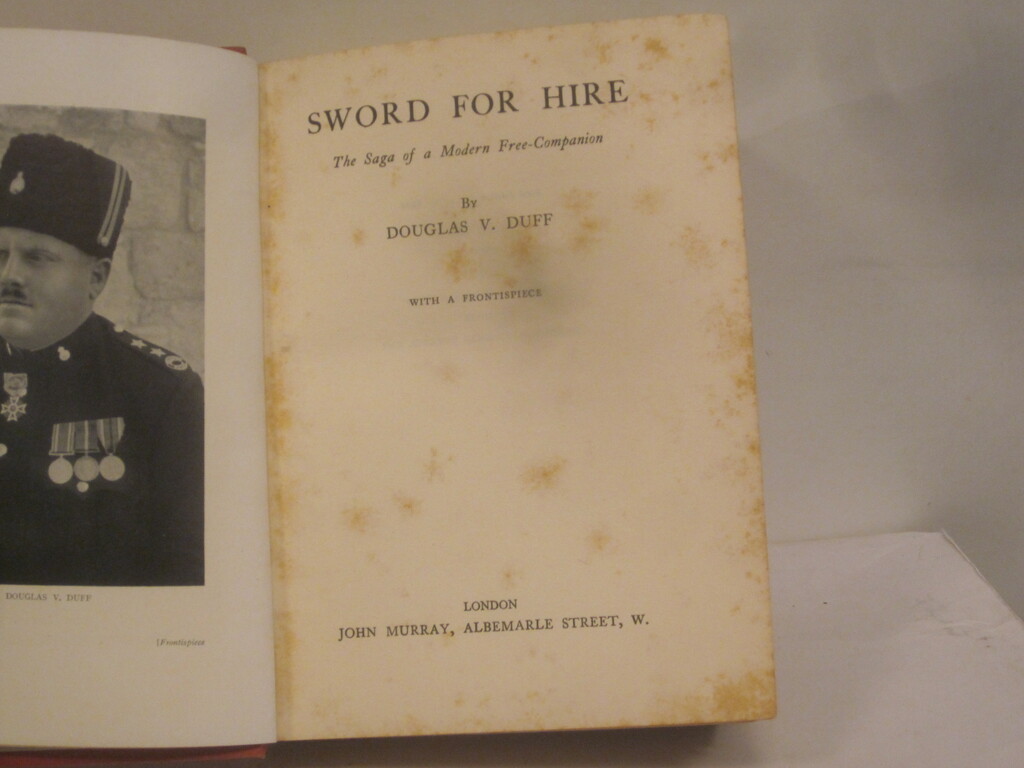 DOUGLAS V. DUFF
[Frontispiece
SWORD FOR HIRE
The Saga of a Modern Free-Companion
By
DOUGLAS V. DUFF
WITH A FRONTISPIECE
LONDON
JOHN MURRAY, ALBEMARLE STREET, W.